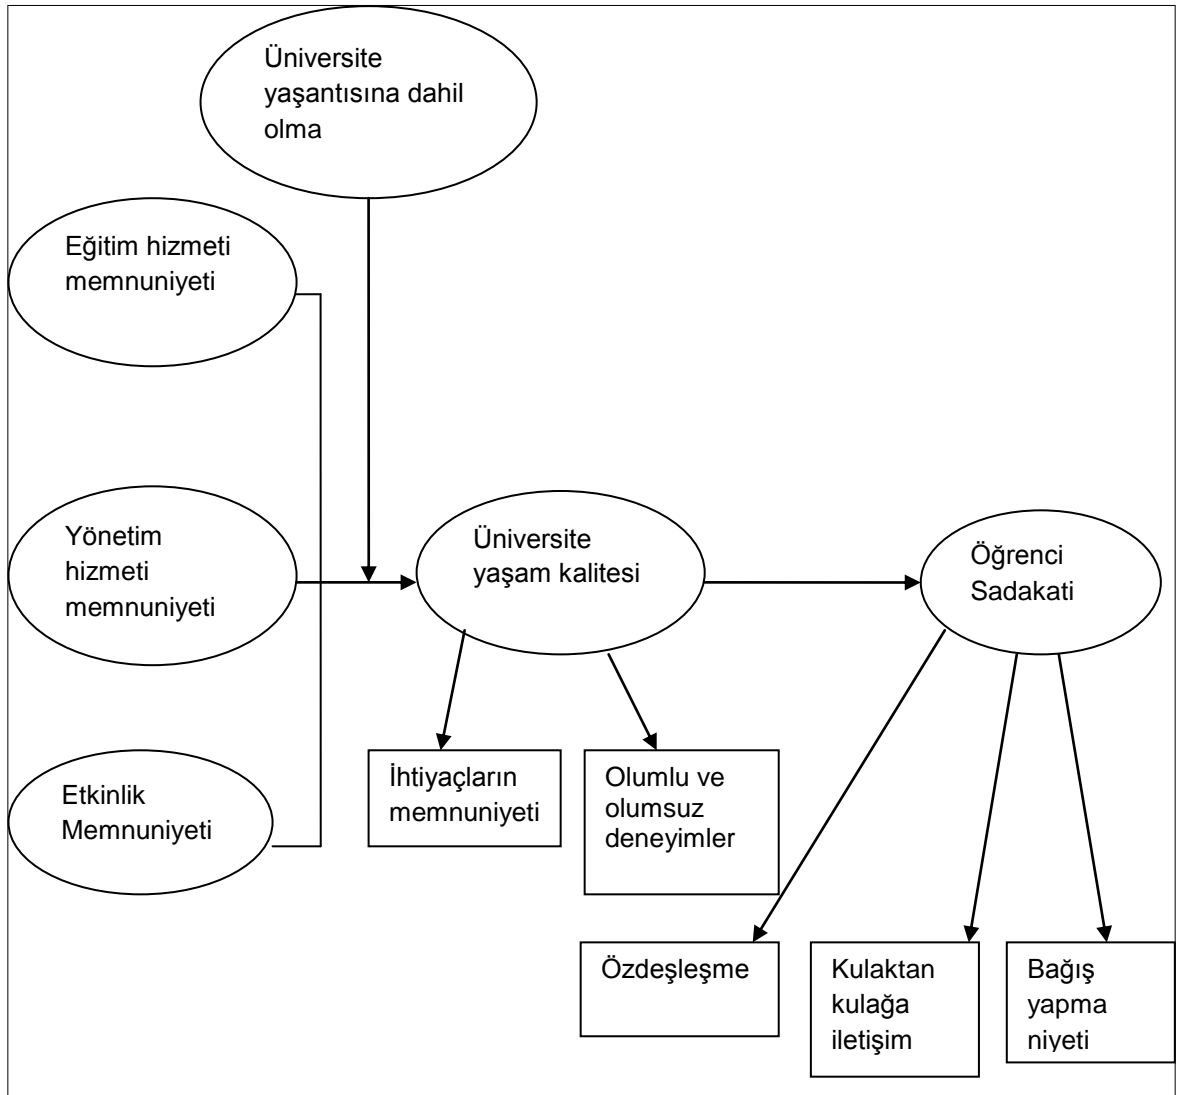 Üniversite
yaşantısına dahil
olma
Eğitim hizmeti
memnuniyeti
Yönetim
hizmeti
memnuniyeti
Üniversite
yaşam kalitesi
Öğrenci
Sadakati
Etkinlik
Memnuniyeti
İhtiyaçların
memnuniyeti
Olumlu ve
olumsuz
deneyimler
Özdeşleşme
Kulaktan
kulağa
iletişim
Bağış
yapma
niyeti